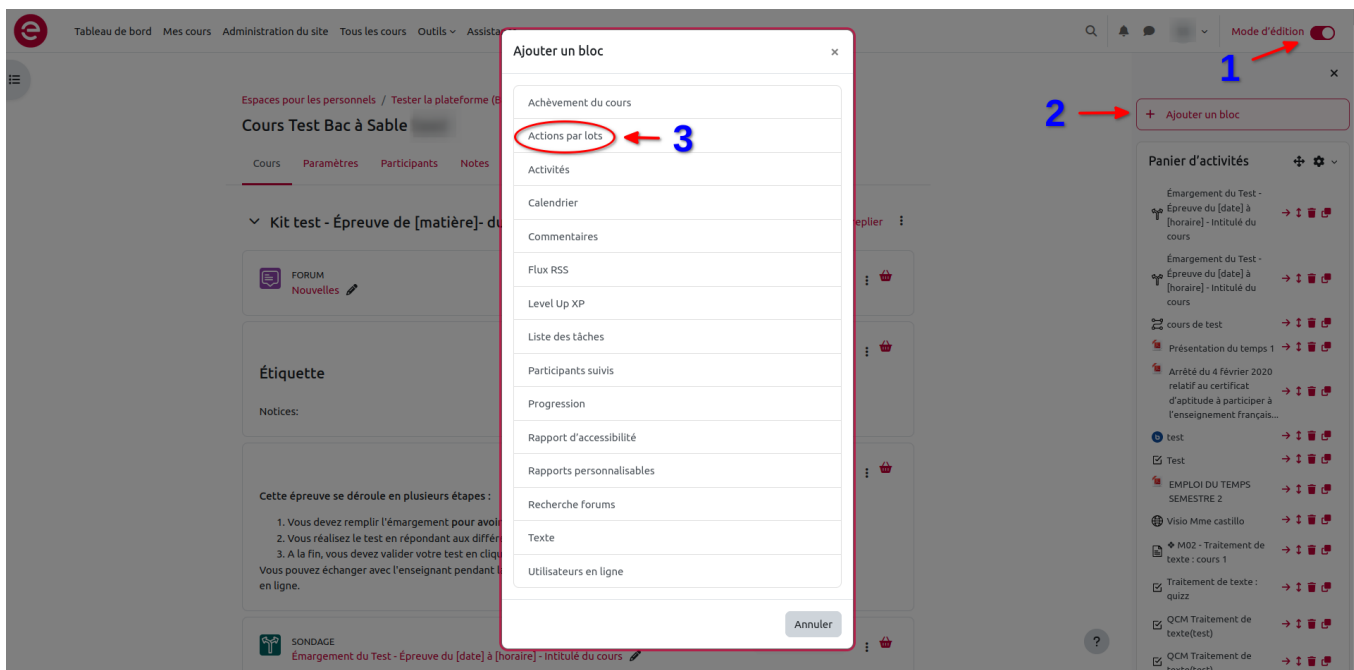 e
Tableau de bord Mes cours Administration du site Tous les cours Outils Assista
Mode d'édition
1
Espaces pour les personnels / Tester la plateforme (B
Cours Test Bac à Sable
Cours Paramètres Participants Notes
Kit test - Épreuve de [matière]- du
eplier
FORUM
Nouvelles
Étiquette
Notices:
Cette épreuve se déroule en plusieurs étapes :
1. Vous devez remplir l'émargement pour avoir
2. Vous réalisez le test en répondant aux différ
3. A la fin, vous devez valider votre test en cliqu
Vous pouvez échanger avec l'enseignant pendant l
en ligne.
SONDAGE
Émargement du Test - Épreuve du [date] à [horaire] - Intitulé du cours
Ajouter un bloc ×
Achèvement du cours
Actions par lots
3
Activités
Calendrier
Commentaires
Flux RSS
Level Up XP
Liste des tâches
Participants suivis
Progression
Rapport d'accessibilité
Rapports personnalisables
Recherche forums
Texte
Utilisateurs en ligne
Annuler
×
2
+ Ajouter un bloc
Panier d'activités
Émargement du Test -
Épreuve du [date] à
[horaire] - Intitulé du
cours
Émargement du Test -
Épreuve du [date] à
[horaire] - Intitulé du
cours
cours de test
Présentation du temps 1
Arrêté du 4 février 2020
relatif au certificat
d'aptitude à participer à
l'enseignement français...
test
Test
EMPLOI DU TEMPS
SEMESTRE 2
Visio Mme castillo
❖ M02 - Traitement de
texte : cours 1
Traitement de texte :
quizz
QCM Traitement de
texte(test)
QCM Traitement de
texte(test)
?